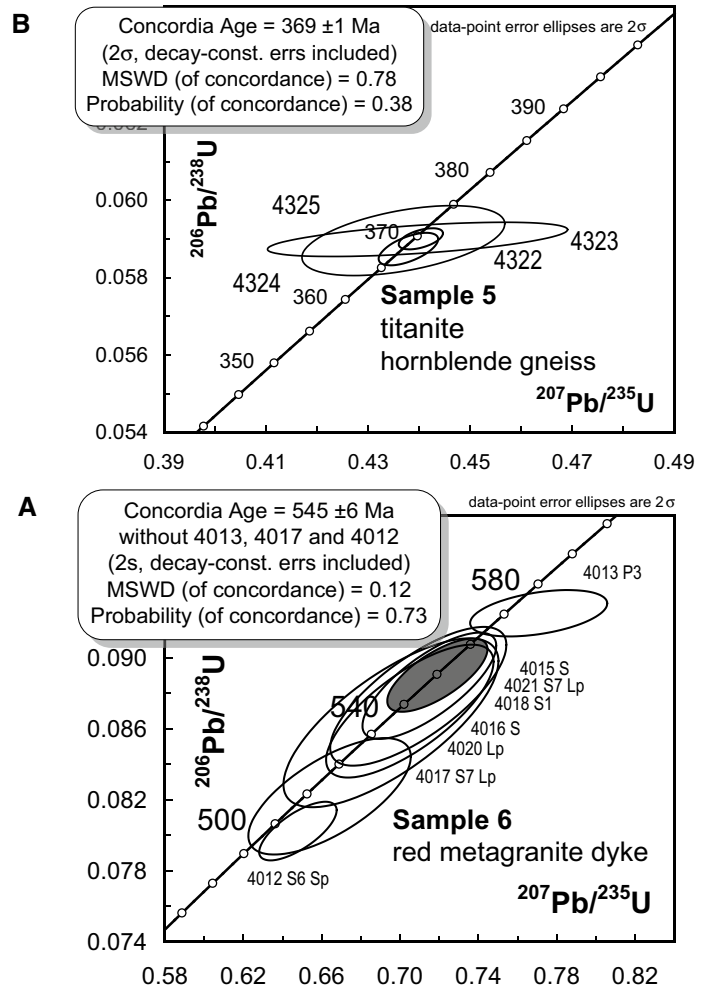 B
Concordia Age = 369 ±1 Ma
(2σ, decay-const. errs included)
MSWD (of concordance) = 0.78
Probability (of concordance) = 0.38
data-point error ellipses are 2σ
390
380
370
360
350
4325
4323
4322
4324
Sample 5
titanite
hornblende gneiss
206Pb/238U
207Pb/235U
0.062
0.060
0.058
0.056
0.054
0.39 0.41 0.43 0.45 0.47 0.49
A
Concordia Age = 545 ±6 Ma
without 4013, 4017 and 4012
(2s, decay-const. errs included)
MSWD (of concordance) = 0.12
Probability (of concordance) = 0.73
data-point error ellipses are 2σ
580
4013 P3
4015 S
4021 S7 Lp
4018 S1
540
4016 S
4020 Lp
4017 S7 Lp
500
4012 S6 Sp
Sample 6
red metagranite dyke
206Pb/238U
207Pb/235U
0.090
0.086
0.082
0.078
0.074
0.58 0.62 0.66 0.70 0.74 0.78 0.82